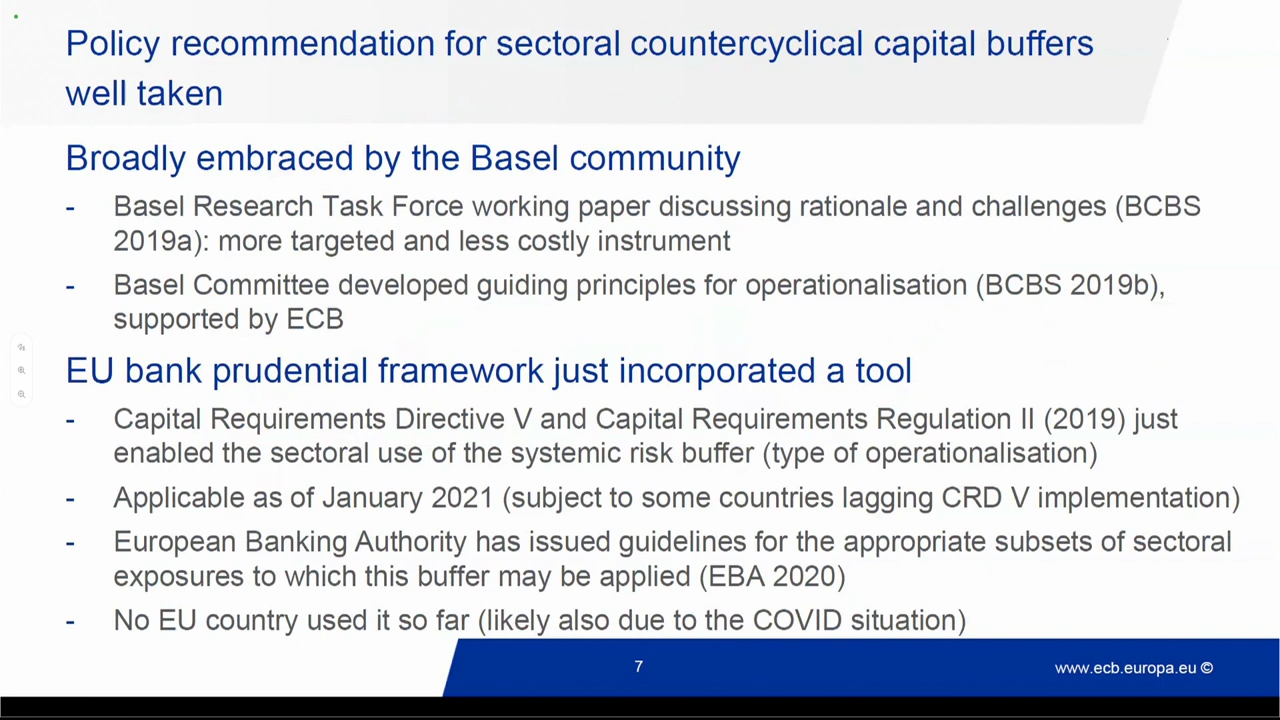 Policy recommendation for sectoral countercyclical capital buffers
well taken
Broadly embraced by the Basel community
- Basel Research Task Force working paper discussing rationale and challenges (BCBS
2019a): more targeted and less costly instrument
- Basel Committee developed guiding principles for operationalisation (BCBS 2019b),
supported by ECB
EU bank prudential framework just incorporated a tool
- Capital Requirements Directive V and Capital Requirements Regulation II (2019) just
enabled the sectoral use of the systemic risk buffer (type of operationalisation)
- Applicable as of January 2021 (subject to some countries lagging CRD V implementation)
- European Banking Authority has issued guidelines for the appropriate subsets of sectoral
exposures to which this buffer may be applied (EBA 2020)
- No EU country used it so far (likely also due to the COVID situation)
7
www.ecb.europa.eu ©